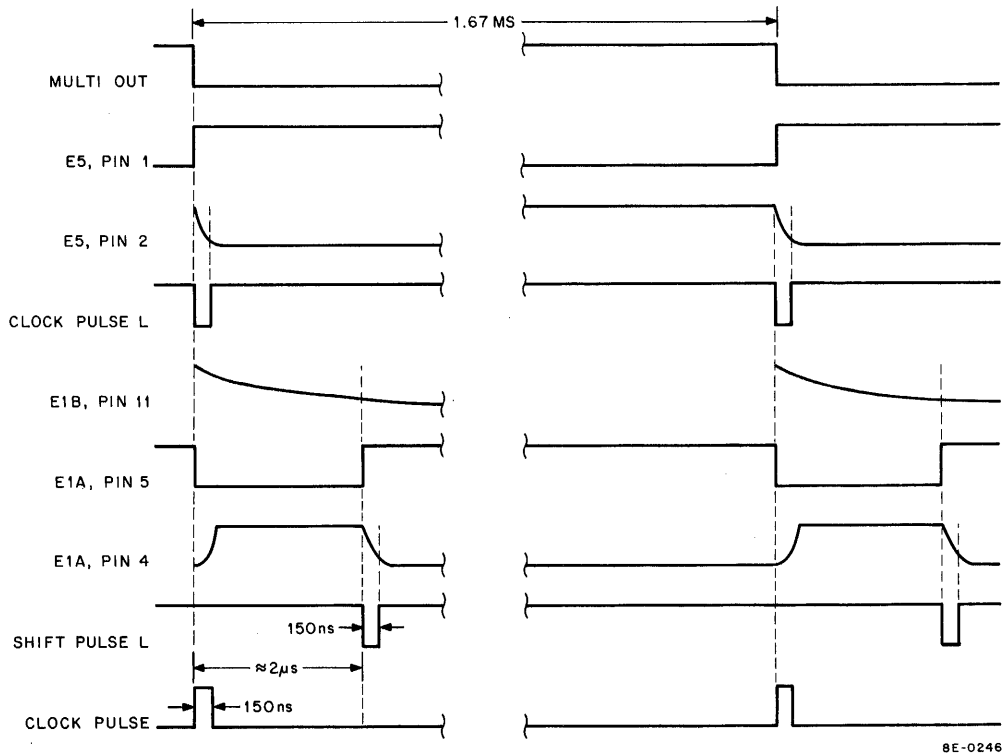 1.67 MS
MULTI OUT
E5, PIN 1
E5, PIN 2
CLOCK PULSE L
E1B, PIN 11
E1A, PIN 5
E1A, PIN 4
SHIFT PULSE L
150ns
≈2μs
CLOCK PULSE
150ns
8E-0246